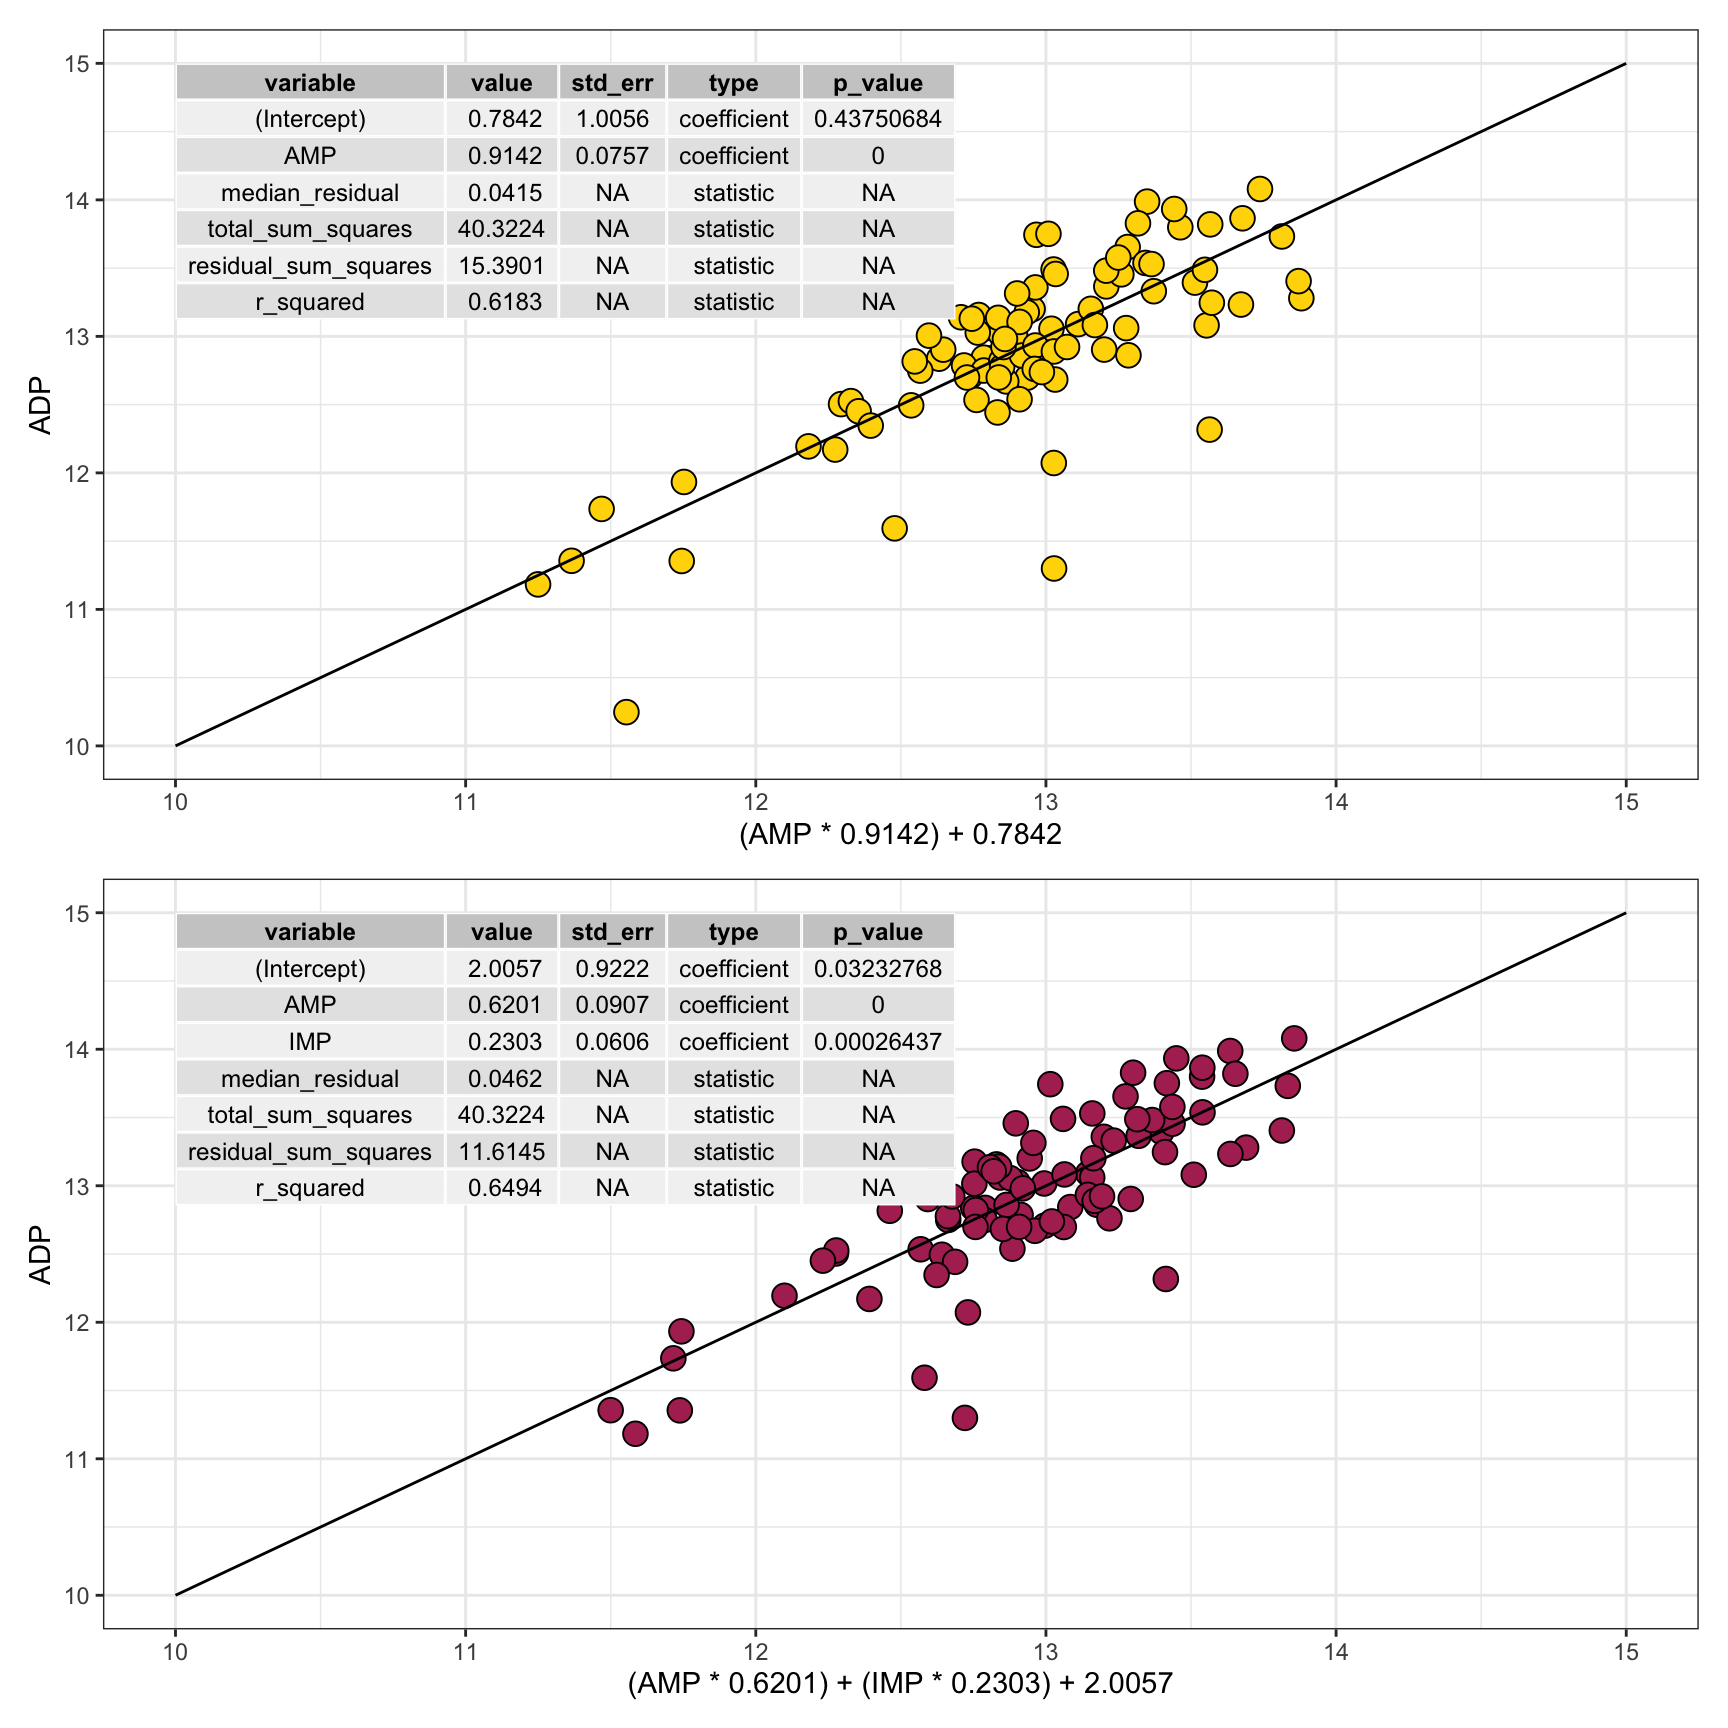 15
14
13
12
11
10
ADP
variable value std_err type p_value
(Intercept) 0.7842 1.0056 coefficient 0.43750684
AMP 0.9142 0.0757 coefficient 0
median_residual 0.0415 NA statistic NA
total_sum_squares 40.3224 NA statistic NA
residual_sum_squares 15.3901 NA statistic NA
r_squared 0.6183 NA statistic NA
10 11 12 13 14 15
(AMP * 0.9142) + 0.7842
15
14
13
12
11
10
ADP
variable value std_err type p_value
(Intercept) 2.0057 0.9222 coefficient 0.03232768
AMP 0.6201 0.0907 coefficient 0
IMP 0.2303 0.0606 coefficient 0.00026437
median_residual 0.0462 NA statistic NA
total_sum_squares 40.3224 NA statistic NA
residual_sum_squares 11.6145 NA statistic NA
r_squared 0.6494 NA statistic NA
10 11 12 13 14 15
(AMP * 0.6201) + (IMP * 0.2303) + 2.0057